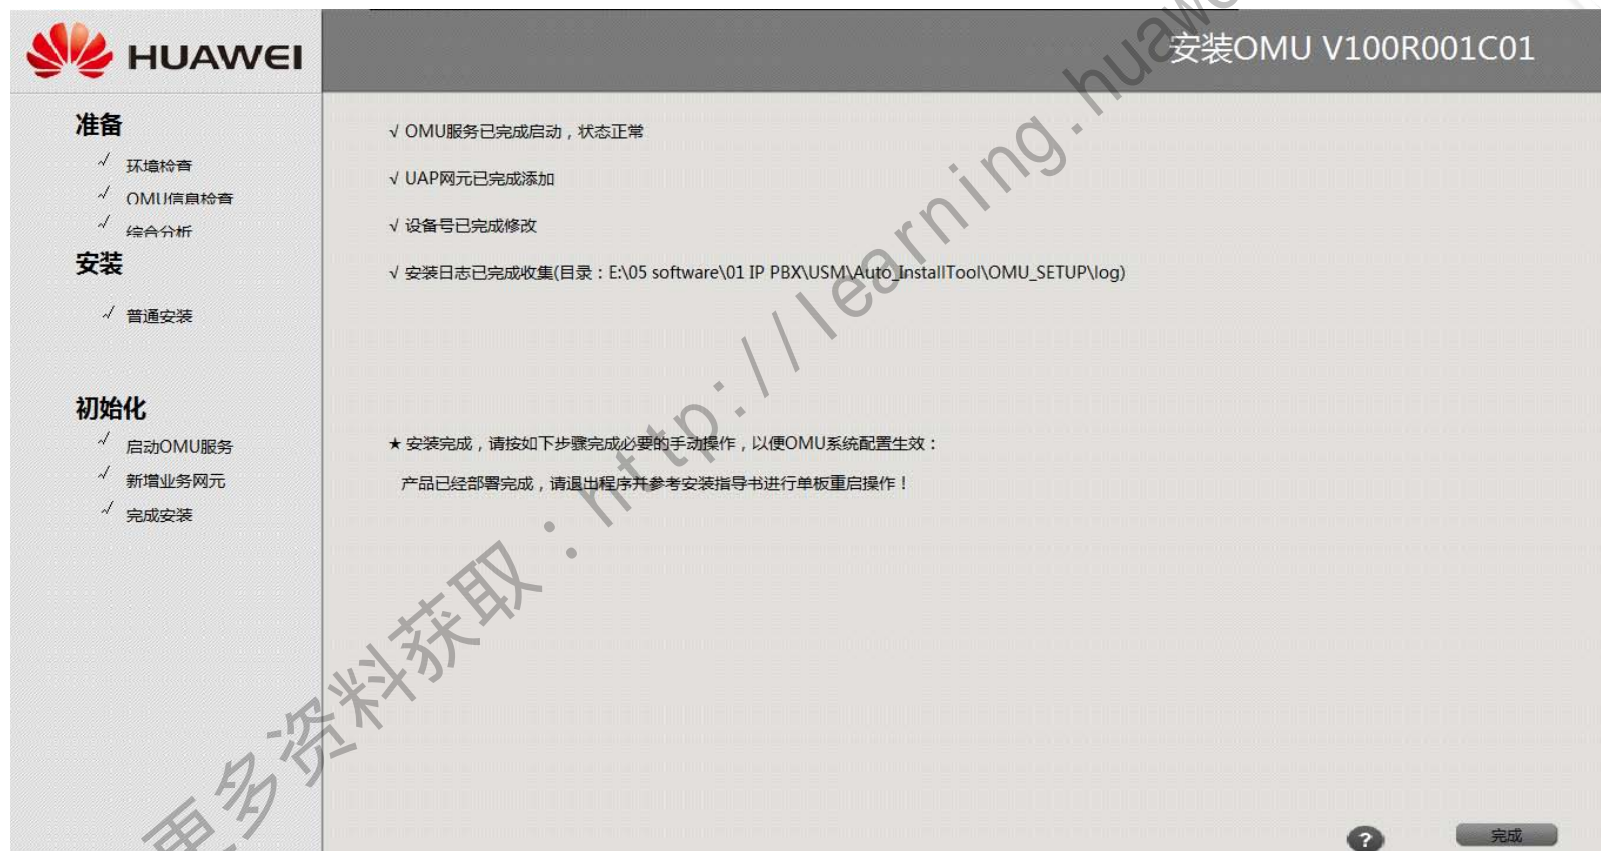 HUAWEI
安装OMU V100R001C01
准备
√ 环境检查
√ OMU信息检查
√ 综合分析
安装
√ 普通安装
初始化
√ 启动OMU服务
√ 新增业务网元
√ 完成安装
√ OMU服务已完成启动，状态正常
√ UAP网元已完成添加
√ 设备号已完成修改
√ 安装日志已完成收集(目录：E:\05 software\01 IP PBX\USM\Auto_InstallTool\OMU_SETUP\log)
★ 安装完成，请按如下步骤完成必要的手动操作，以便OMU系统配置生效：
产品已经部署完成，请退出程序并参考安装指导书进行单板重启操作！
?
完成
更多资料获取：http://learning.huawe